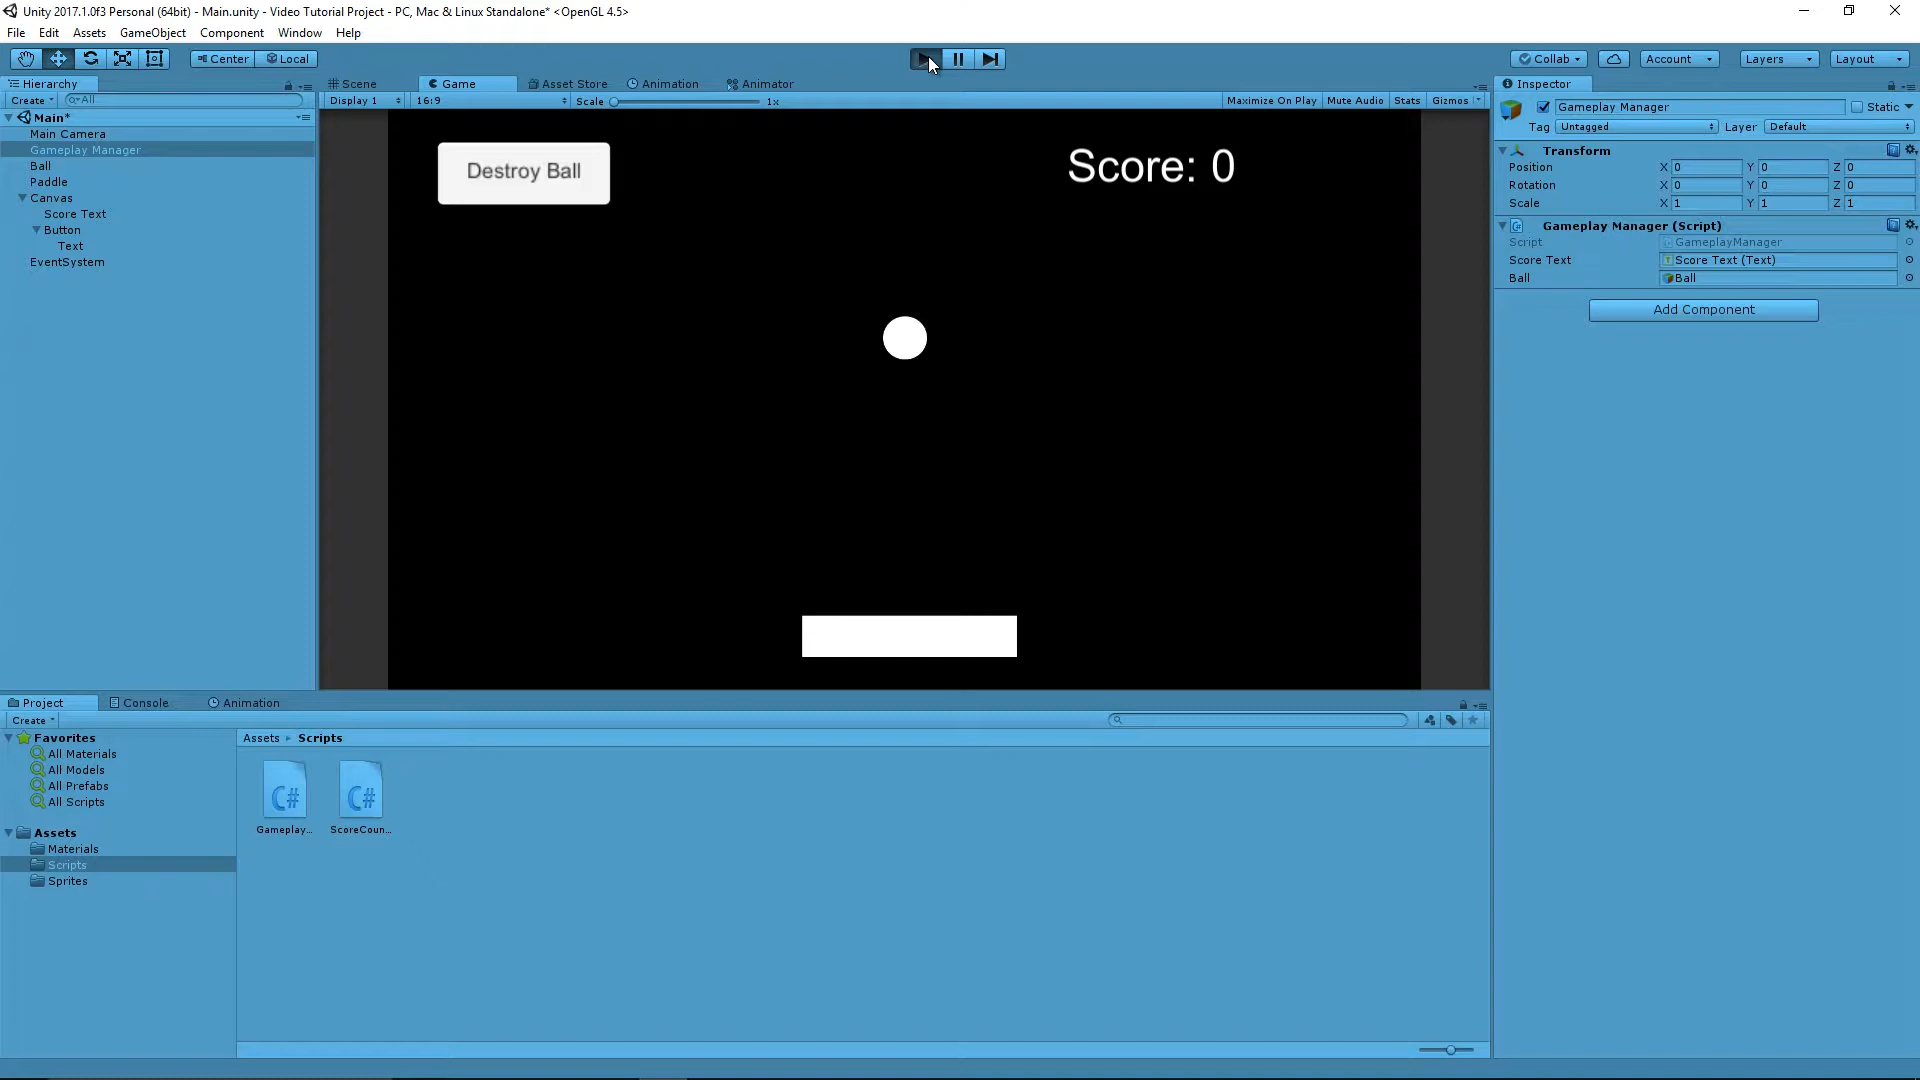 Unity 2017.1.0f3 Personal (64bit) - Main.unity - Video Tutorial Project - PC, Mac & Linux Standalone* <OpenGL 4.5>
File Edit Assets GameObject Component Window Help
Center Local Collab Account Layers Layout
Hierarchy Scene Game Asset Store Animation Animator Inspector
Create All Display 1 16:9 Scale 1x Maximize On Play Mute Audio Stats Gizmos
Gameplay Manager Static
Tag Untagged Layer Default
Main*
Main Camera
Gameplay Manager
Ball
Paddle
Canvas
Score Text
Button
Text
EventSystem
Destroy Ball
Score: 0
Transform
Position X 0 Y 0 Z 0
Rotation X 0 Y 0 Z 0
Scale X 1 Y 1 Z 1
Gameplay Manager (Script)
Script GameplayManager
Score Text Score Text (Text)
Ball Ball
Add Component
Project Console Animation
Create
Favorites
All Materials
All Models
All Prefabs
All Scripts
Assets
Materials
Scripts
Sprites
Assets Scripts
C# C#
Gameplay... ScoreCoun...